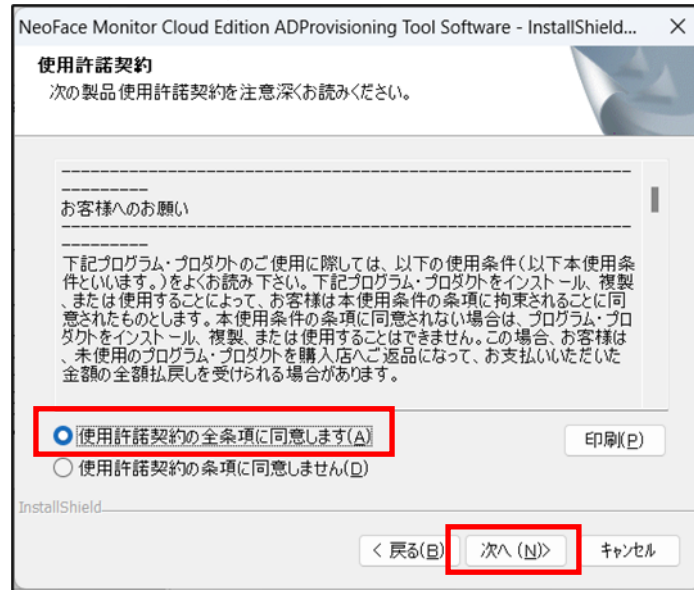 NeoFace Monitor Cloud Edition ADProvisioning Tool Software - InstallShield...
使用許諾契約
次の製品使用許諾契約を注意深くお読みください。
------------------------------------------------------------------
---------
お客様へのお願い
------------------------------------------------------------------
---------
下記プログラム・プロダクトのご使用に際しては、以下の使用条件(以下本使用条
件といいます。)をよくお読み下さい。下記プログラム・プロダクトをインストール、複製
、または使用することによって、お客様は本使用条件の条項に拘束されることに同
意されたものとします。本使用条件の条項に同意されない場合は、プログラム・プロ
ダクトをインストール、複製、または使用することはできません。この場合、お客様は
、未使用のプログラム・プロダクトを購入店へご返品になって、お支払いいただいた
金額の全額払戻しを受けられる場合があります。
使用許諾契約の全条項に同意します(A)
印刷(P)
使用許諾契約の条項に同意しません(D)
InstallShield
< 戻る(B) 次へ (N)> キャンセル